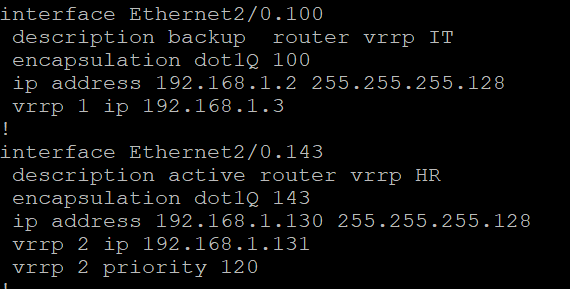 interface Ethernet2/0.100
description backup  router vrrp IT
encapsulation dot1Q 100
ip address 192.168.1.2 255.255.255.128
vrrp 1 ip 192.168.1.3
!
interface Ethernet2/0.143
description active router vrrp HR
encapsulation dot1Q 143
ip address 192.168.1.130 255.255.255.128
vrrp 2 ip 192.168.1.131
vrrp 2 priority 120
!